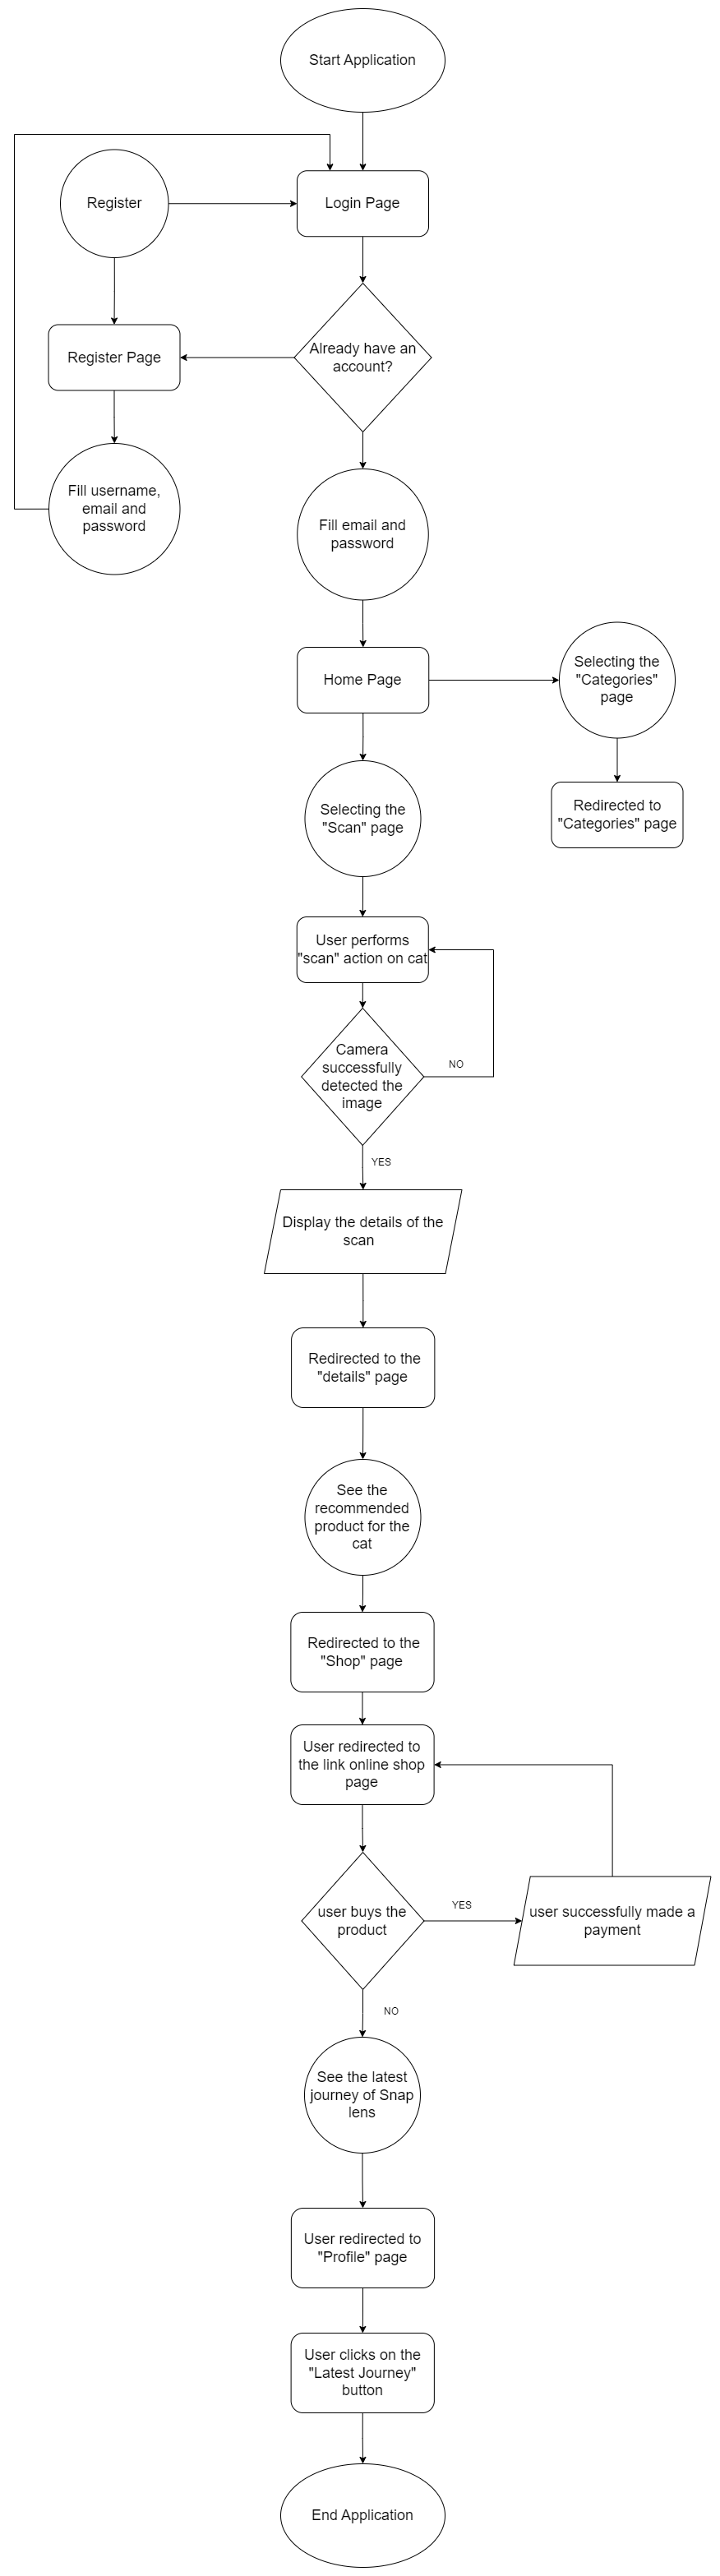 Start Application
Register
Login Page
Already have an
account?
Register Page
Fill username,
email and
password
Fill email and
password
Home Page
Selecting the
"Categories"
page
Redirected to
"Categories" page
Selecting the
"Scan" page
User performs
"scan" action on cat
Camera
successfully
detected the
image
NO
YES
Display the details of the
scan
Redirected to the
"details" page
See the
recommended
product for the
cat
Redirected to the
"Shop" page
User redirected to
the link online shop
page
user buys the
product
YES
user successfully made a
payment
NO
See the latest
journey of Snap
lens
User redirected to
"Profile" page
User clicks on the
"Latest Journey"
button
End Application